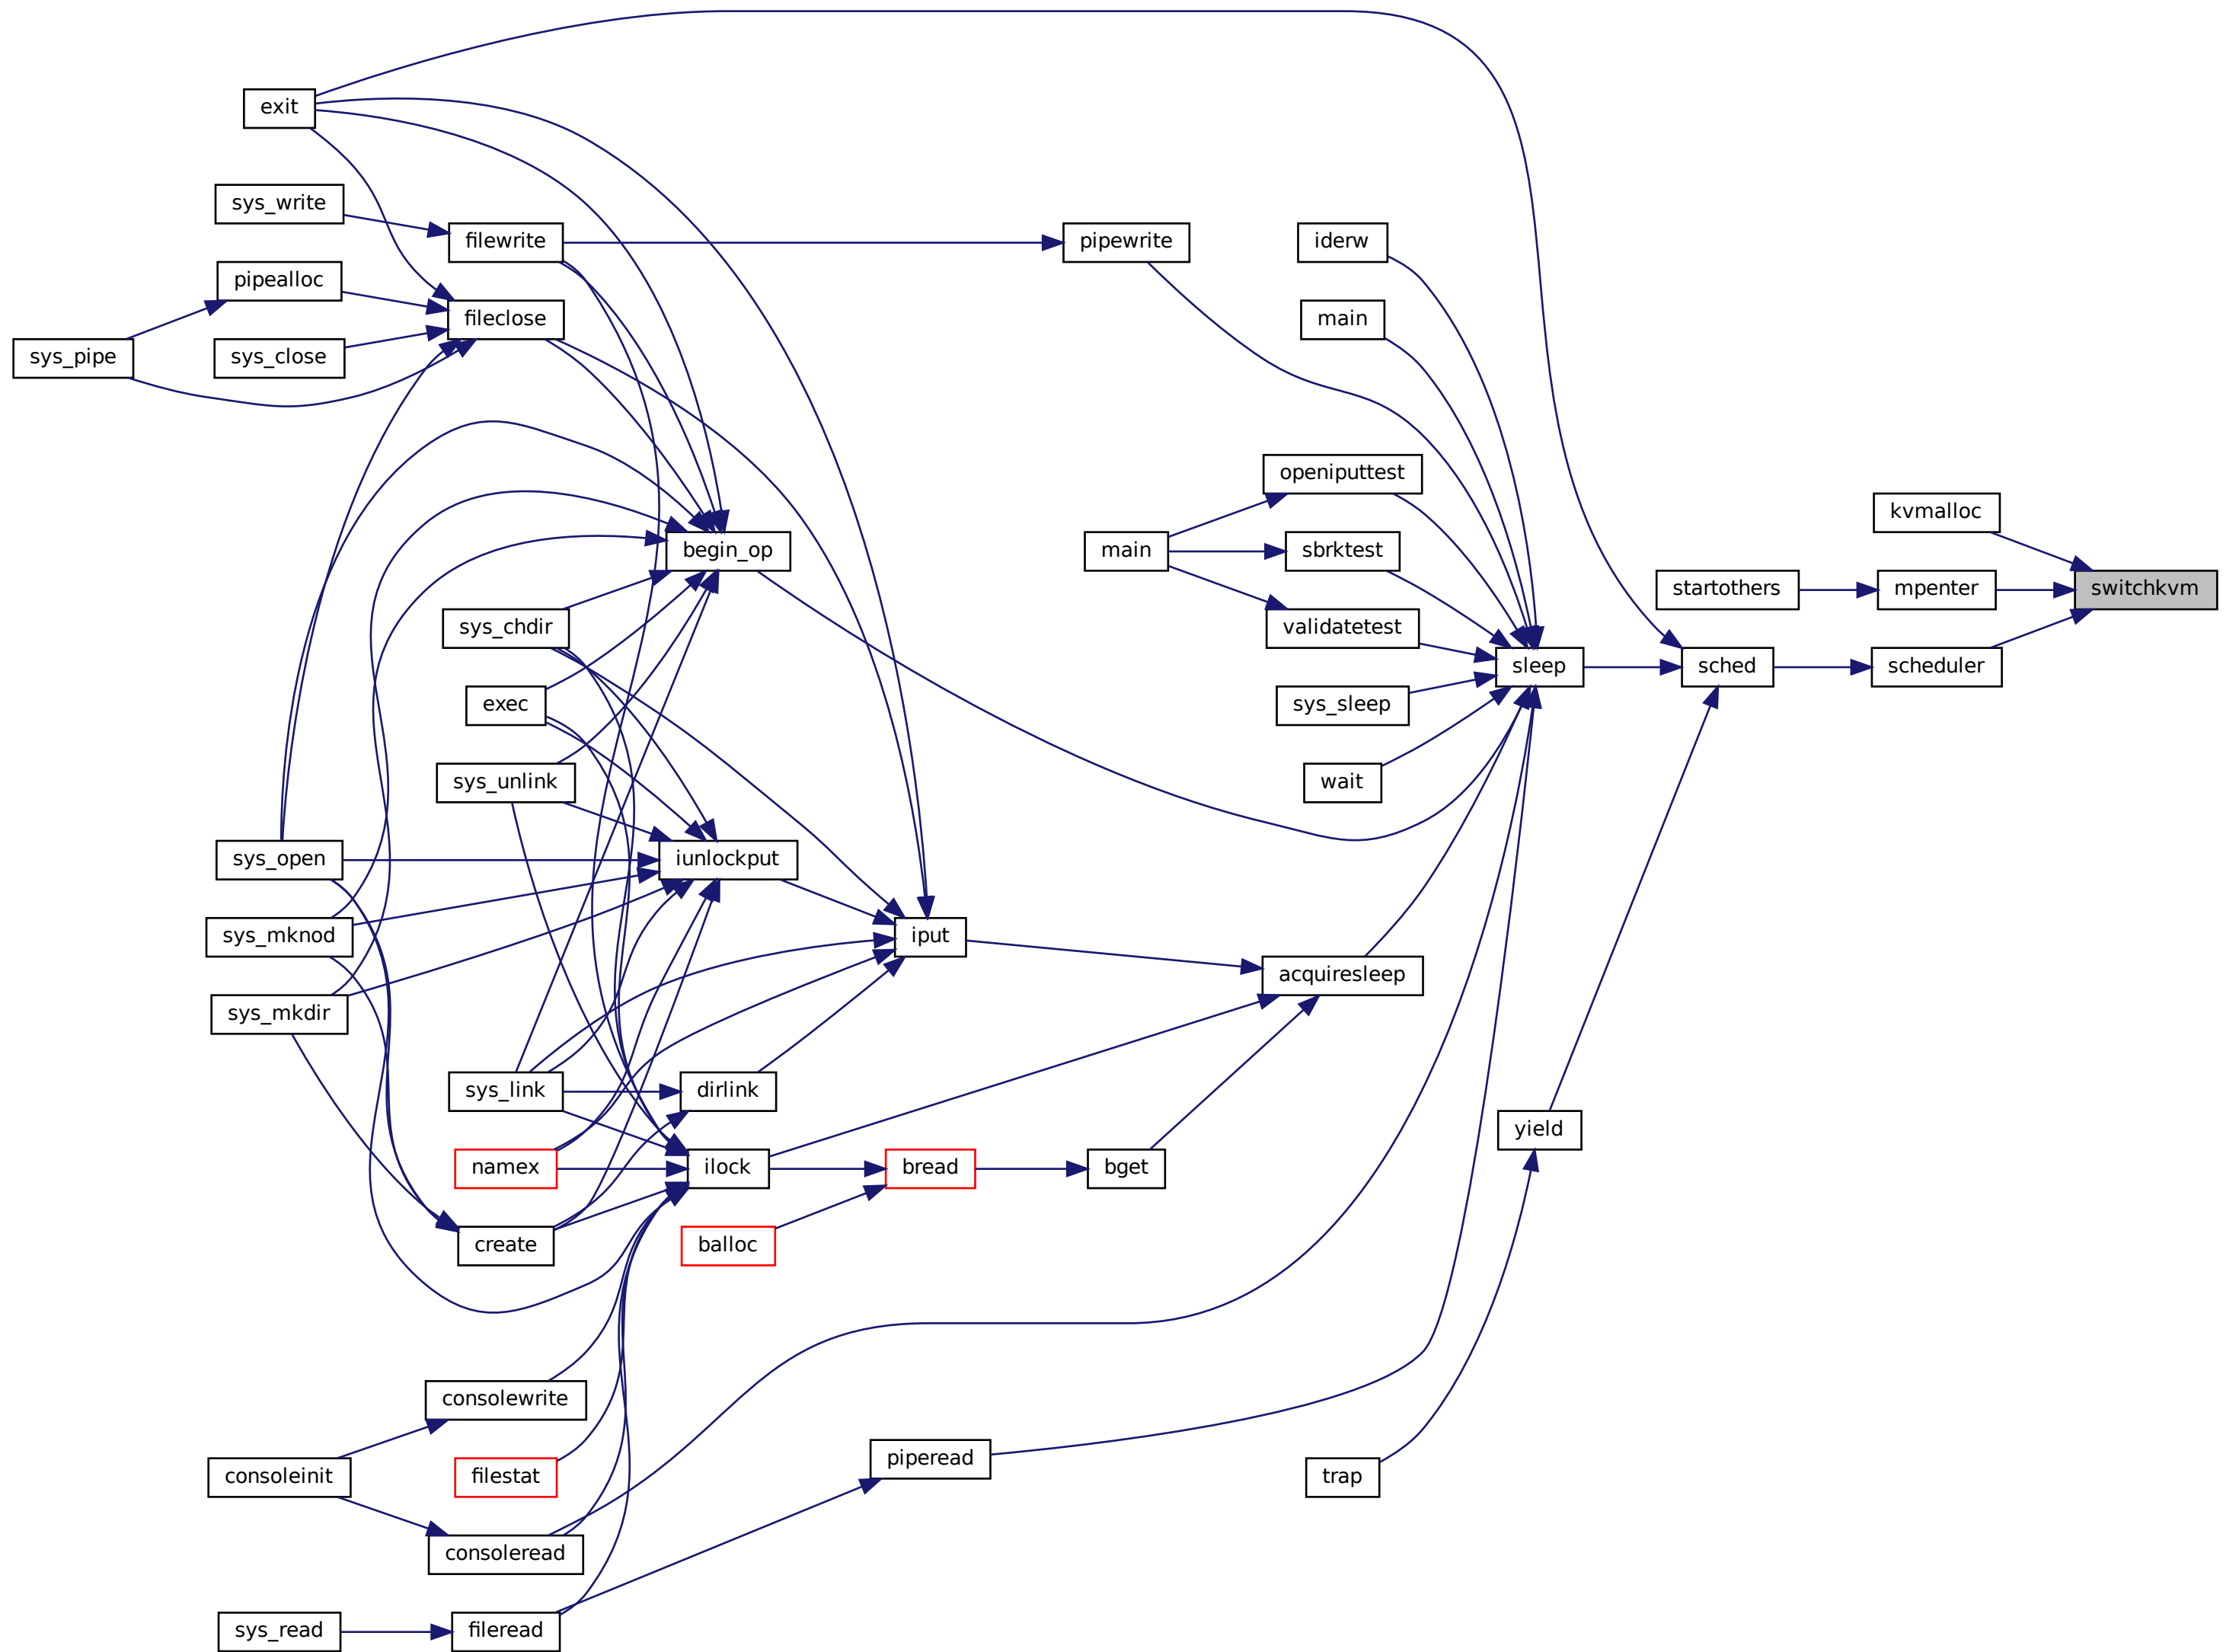 exit
sys_write
filewrite
pipewrite
iderw
pipealloc
fileclose
main
sys_pipe
sys_close
openiputtest
kvmalloc
begin_op
main
sbrktest
startothers
mpenter
switchkvm
sys_chdir
validatetest
exec
sys_sleep
sleep
sched
scheduler
sys_unlink
wait
sys_open
iunlockput
sys_mknod
iput
acquiresleep
sys_mkdir
sys_link
dirlink
yield
namex
ilock
bread
bget
create
balloc
consolewrite
consoleinit
filestat
piperead
trap
consoleread
sys_read
fileread